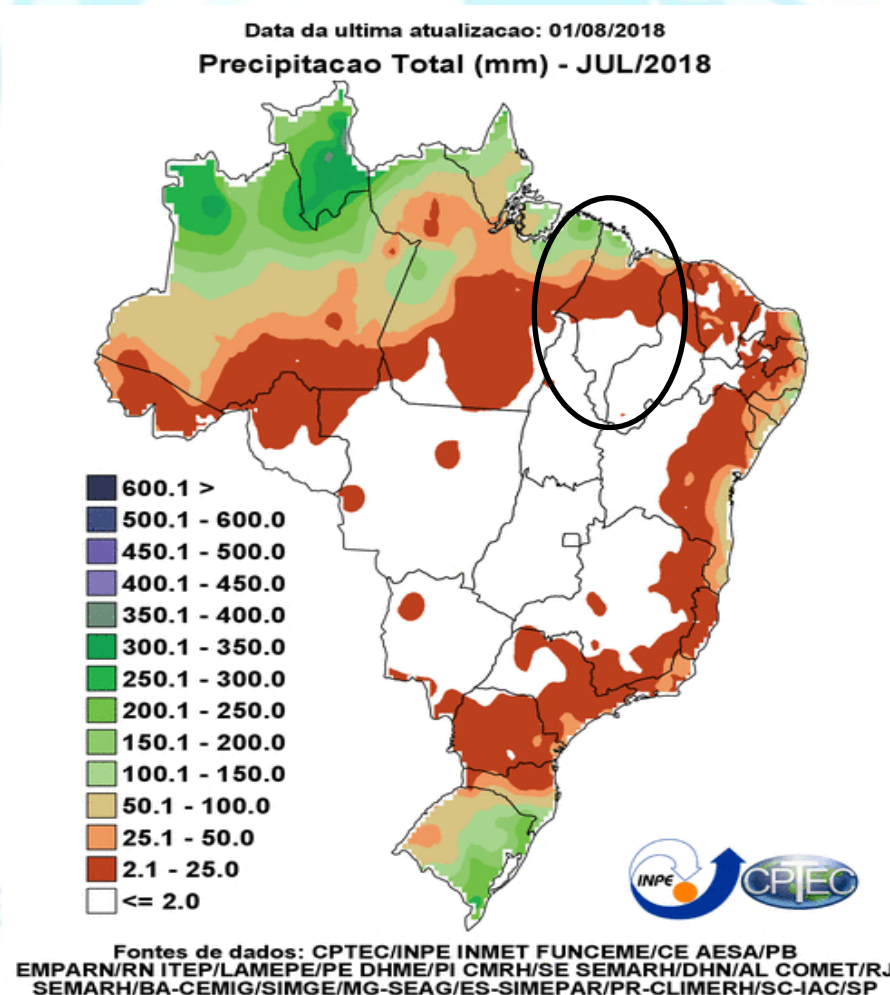 Data da ultima atualizacao: 01/08/2018
Precipitacao Total (mm) - JUL/2018
600.1 >
500.1 - 600.0
450.1 - 500.0
400.1 - 450.0
350.1 - 400.0
300.1 - 350.0
250.1 - 300.0
200.1 - 250.0
150.1 - 200.0
100.1 - 150.0
50.1 - 100.0
25.1 - 50.0
2.1 - 25.0
<= 2.0
INPE
CPTEC
Fontes de dados: CPTEC/INPE INMET FUNCEME/CE AESA/PB
EMPARN/RN ITEP/LAMEPE/PE DHME/PI CMRH/SE SEMARH/DHN/AL COMET/RJ
SEMARH/BA-CEMIG/SIMGE/MG-SEAG/ES-SIMEPAR/PR-CLIMERH/SC-IAC/SP